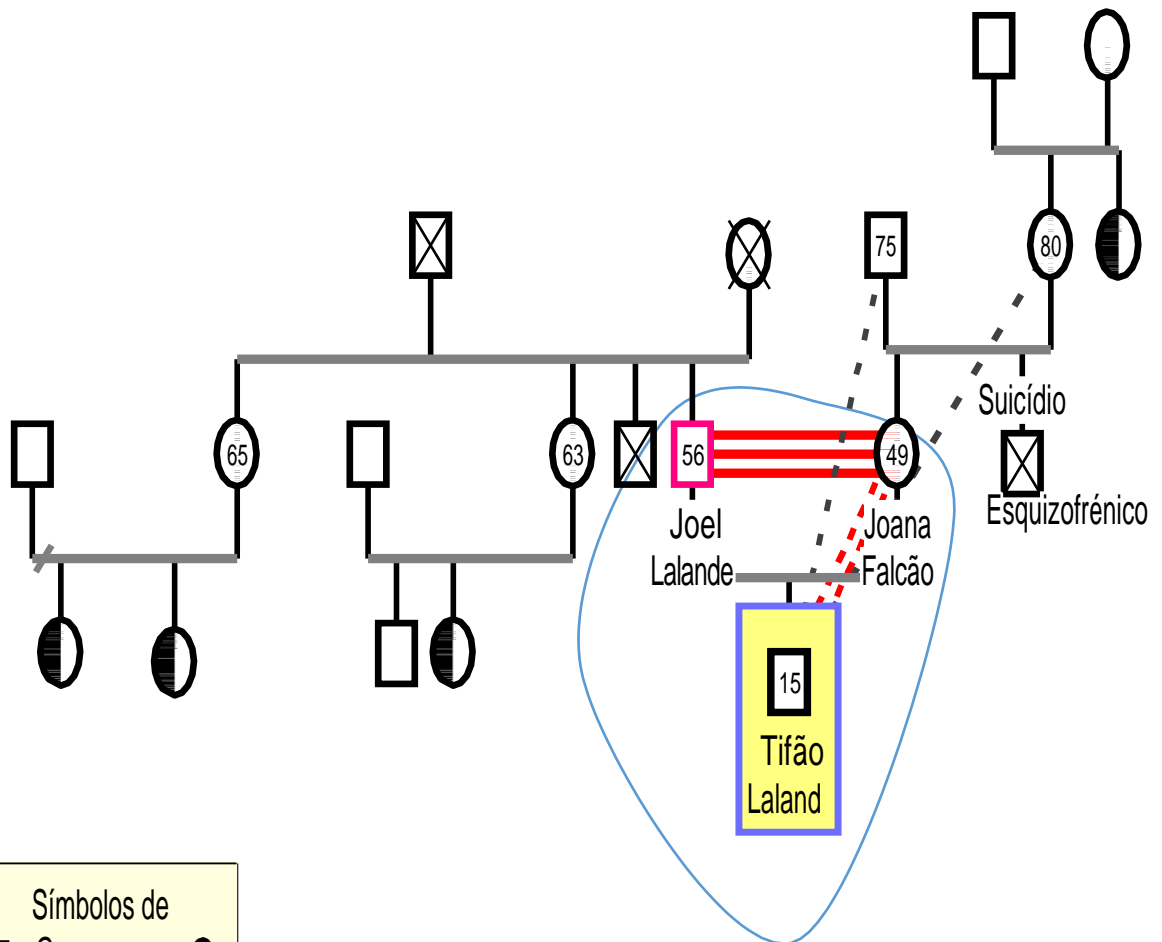 75
80
Suicídio
65
63
56
49
Esquizofrénico
Joel
Lalande
Joana
Falcão
15
Tifão
Laland
Símbolos de